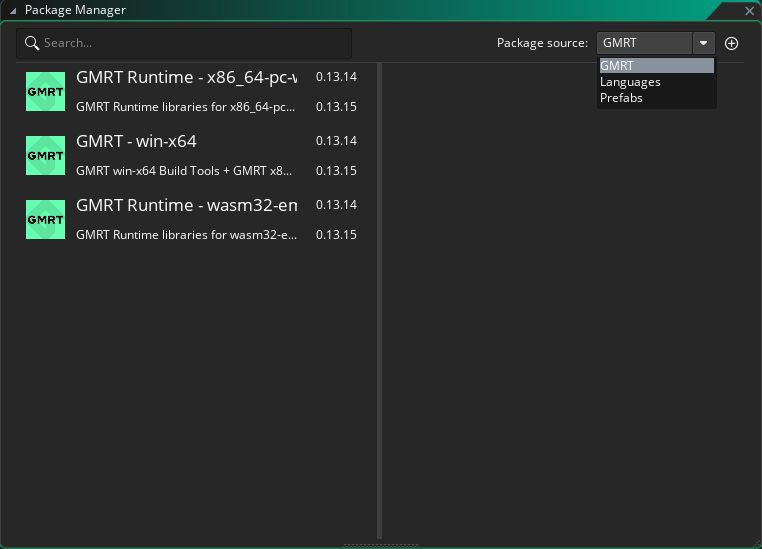 Package Manager
Search...
Package source:
GMRT
GMRT
Languages
Prefabs
GMRT
GMRT Runtime - x86_64-pc-w
0.13.14
GMRT Runtime libraries for x86_64-pc...
0.13.15
GMRT
GMRT - win-x64
0.13.14
GMRT win-x64 Build Tools + GMRT x8...
0.13.15
GMRT
GMRT Runtime - wasm32-em
0.13.14
GMRT Runtime libraries for wasm32-e...
0.13.15